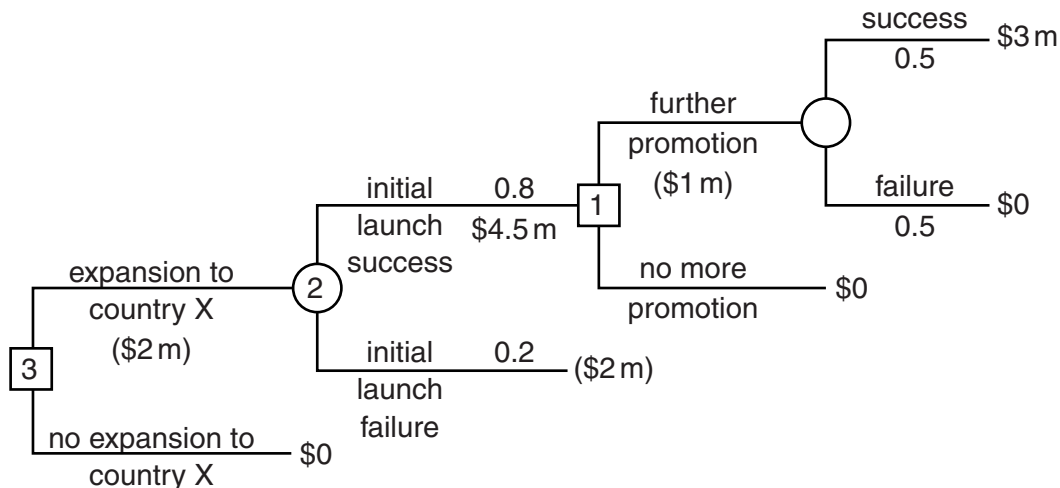 success
0.5
$3 m
further
promotion
($1 m)
failure
0.5
$0
initial 0.8
launch $4.5 m
success
1
no more
promotion
$0
expansion to
country X
($2 m)
2
initial 0.2
launch
failure
($2 m)
3
no expansion to
country X
$0